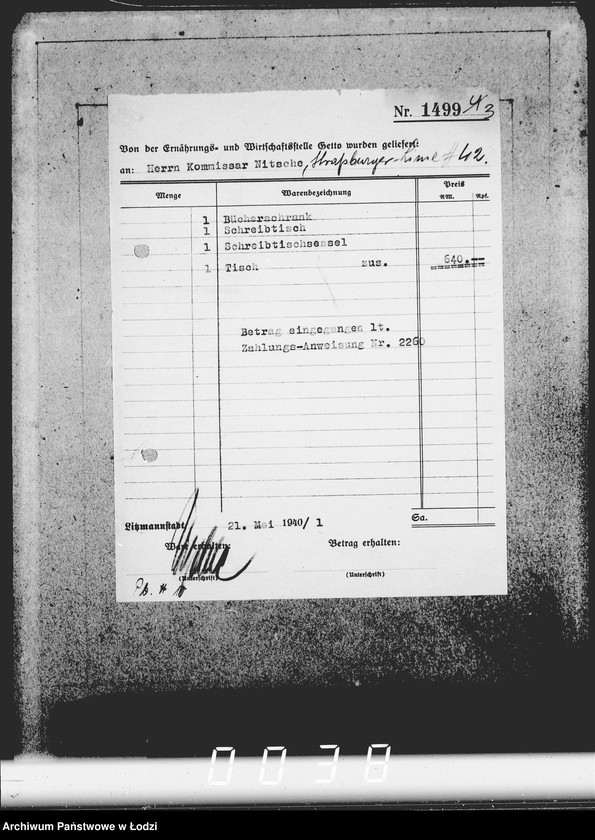 Nr. 1499
Von der Ernährungs- und Wirtschaftsstelle Getto wurden geliefert:
an: Herrn Kommissar Nitsche, Straßburger-Linie # 42.
Menge Warenbezeichnung Preis
RM. Rpf.
1 Bücherschrank
1 Schreibtisch
1 Schreibtischsessel
1 Tisch zus. 640.--
Betrag eingegangen lt.
Zahlungs-Anweisung Nr. 2260
Sa.
Litzmannstadt, 21. Mai 1940/1
Ware erhalten: Betrag erhalten:
(Unterschrift) (Unterschrift)
0038
Archiwum Państwowe w Łodzi